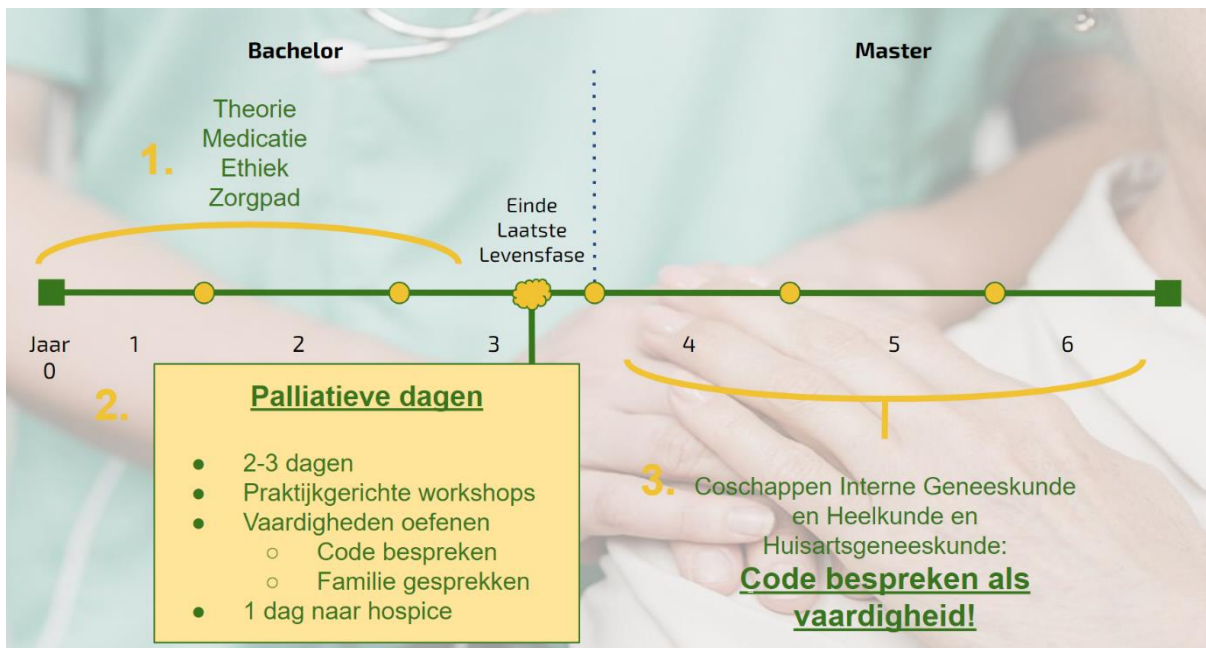 Bachelor
Master
1.
Theorie
Medicatie
Ethiek
Zorgpad
Einde
Laatste
Levensfase
Jaar
0
1
2
3
4
5
6
2.
Palliatieve dagen
● 2-3 dagen
● Praktijkgerichte workshops
● Vaardigheden oefenen
○ Code bespreken
○ Familie gesprekken
● 1 dag naar hospice
3.
Coschappen Interne Geneeskunde
en Heelkunde en
Huisartsgeneeskunde:
Code bespreken als
vaardigheid!